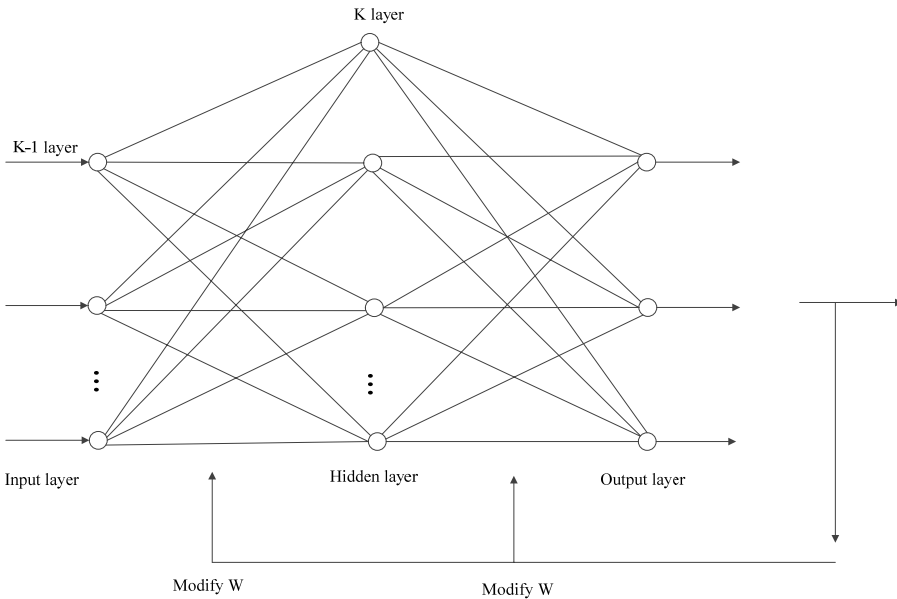 K layer
K-1 layer
Input layer
Hidden layer
Output layer
Modify W
Modify W